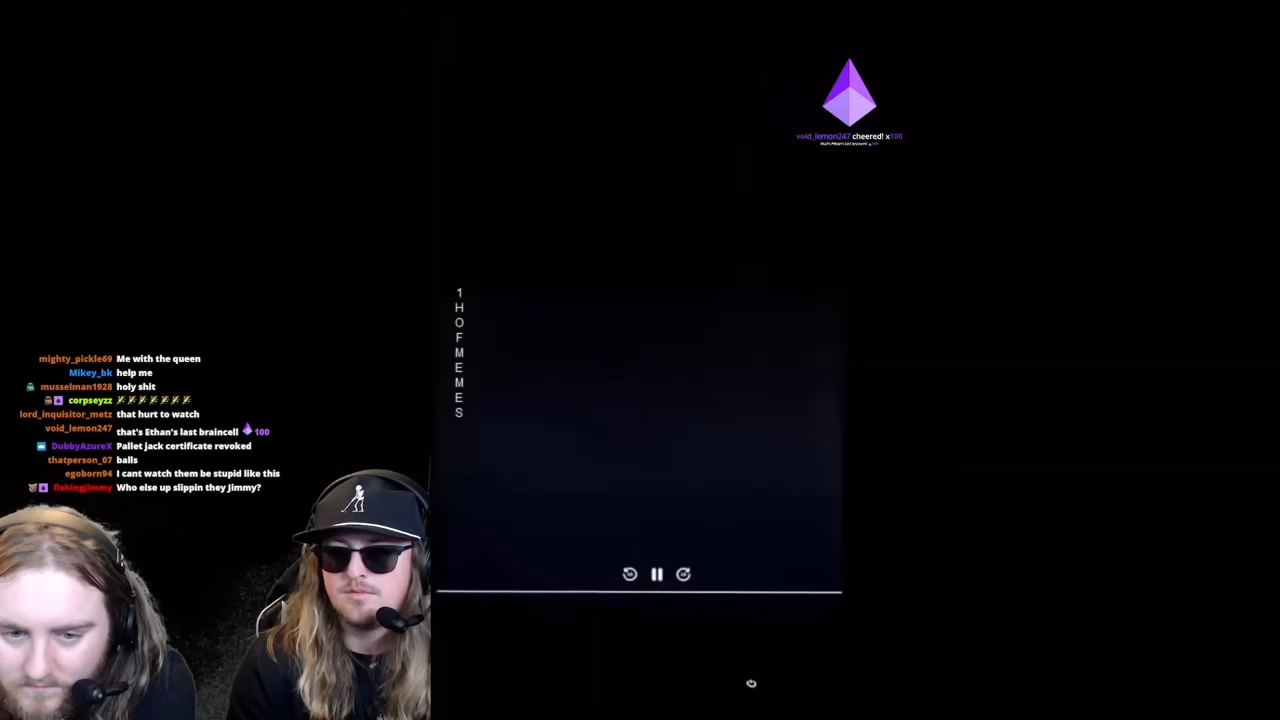 void_lemon247 cheered! x100
1
H
O
F
M
E
M
E
S
mighty_pickle69 Me with the queen
Mikey_bk help me
musselman1928 holy shit
corpseyzz
lord_inquisitor_metz that hurt to watch
void_lemon247 that's Ethan's last braincell 100
DubbyAzureX Pallet jack certificate revoked
thatperson_07 balls
egoborn94 I cant watch them be stupid like this
fishingjimmy Who else up slippin they Jimmy?